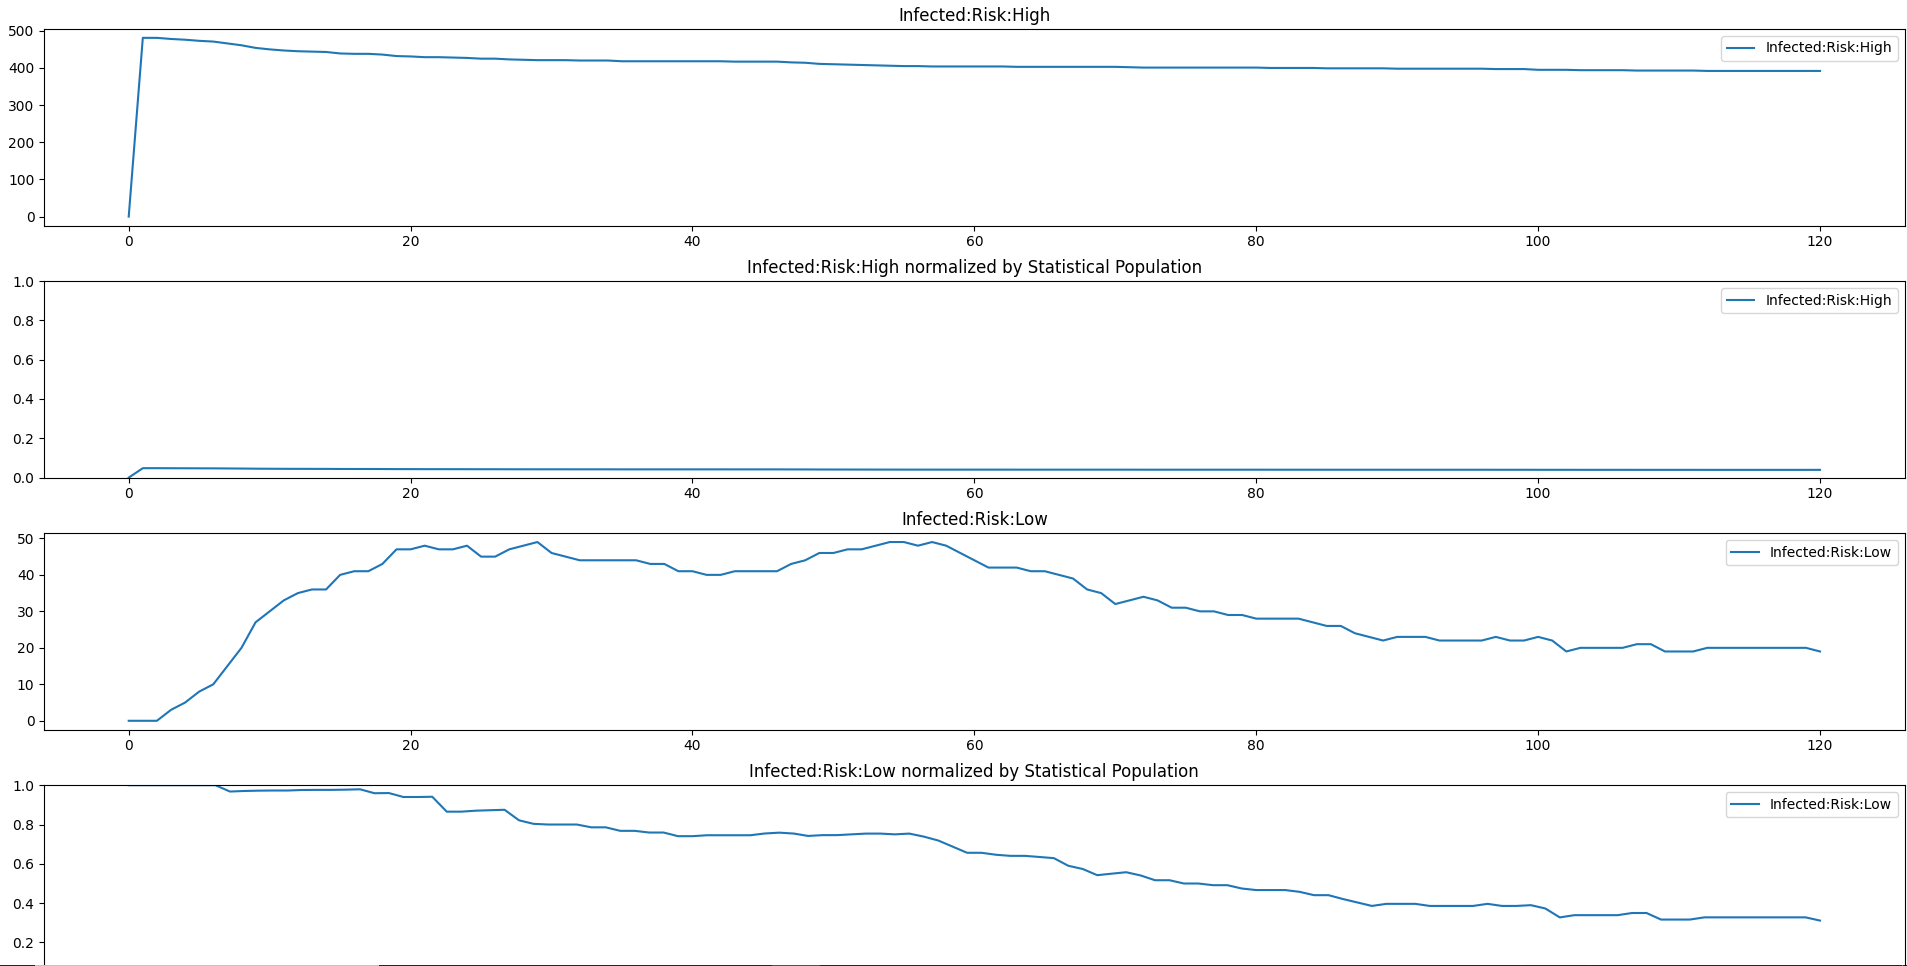 Infected:Risk:High
500
400
300
200
100
0
Infected:Risk:High
0 20 40 60 80 100 120
Infected:Risk:High normalized by Statistical Population
1.0
0.8
0.6
0.4
0.2
0.0
Infected:Risk:High
0 20 40 60 80 100 120
Infected:Risk:Low
50
40
30
20
10
0
Infected:Risk:Low
0 20 40 60 80 100 120
Infected:Risk:Low normalized by Statistical Population
1.0
0.8
0.6
0.4
0.2
Infected:Risk:Low